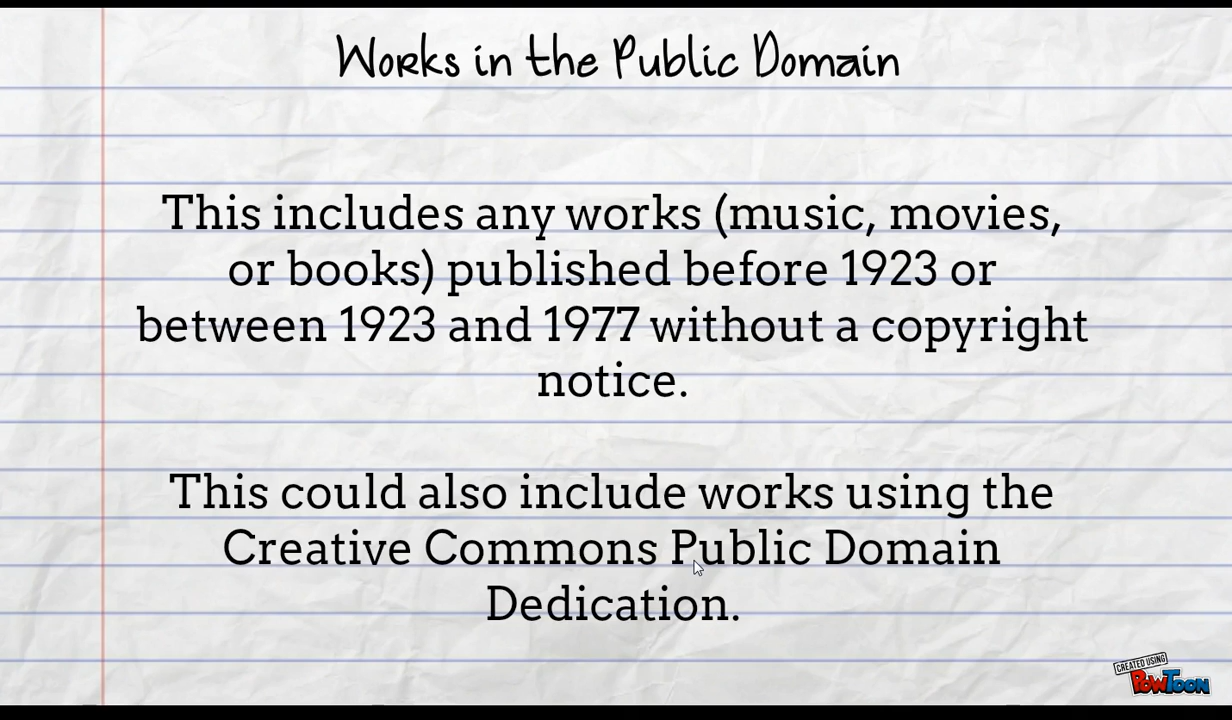 Works in the Public Domain
This includes any works (music, movies,
or books) published before 1923 or
between 1923 and 1977 without a copyright
notice.
This could also include works using the
Creative Commons Public Domain
Dedication.
CREATED USING
POWTOON